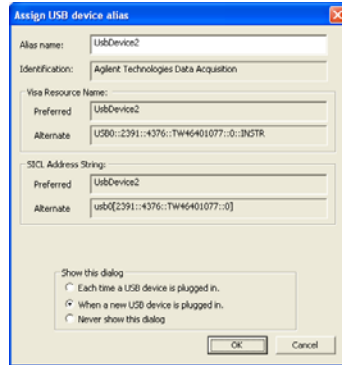 Assign USB device alias
Alias name: UsbDevice2
Identification: Agilent Technologies Data Acquisition
Visa Resource Name:
Preferred UsbDevice2
Alternate USB0::2391::4376::TW46401077::0::INSTR
SICL Address String:
Preferred UsbDevice2
Alternate usb0[2391::4376::TW46401077::0]
Show this dialog
Each time a USB device is plugged in.
When a new USB device is plugged in.
Never show this dialog
OK Cancel